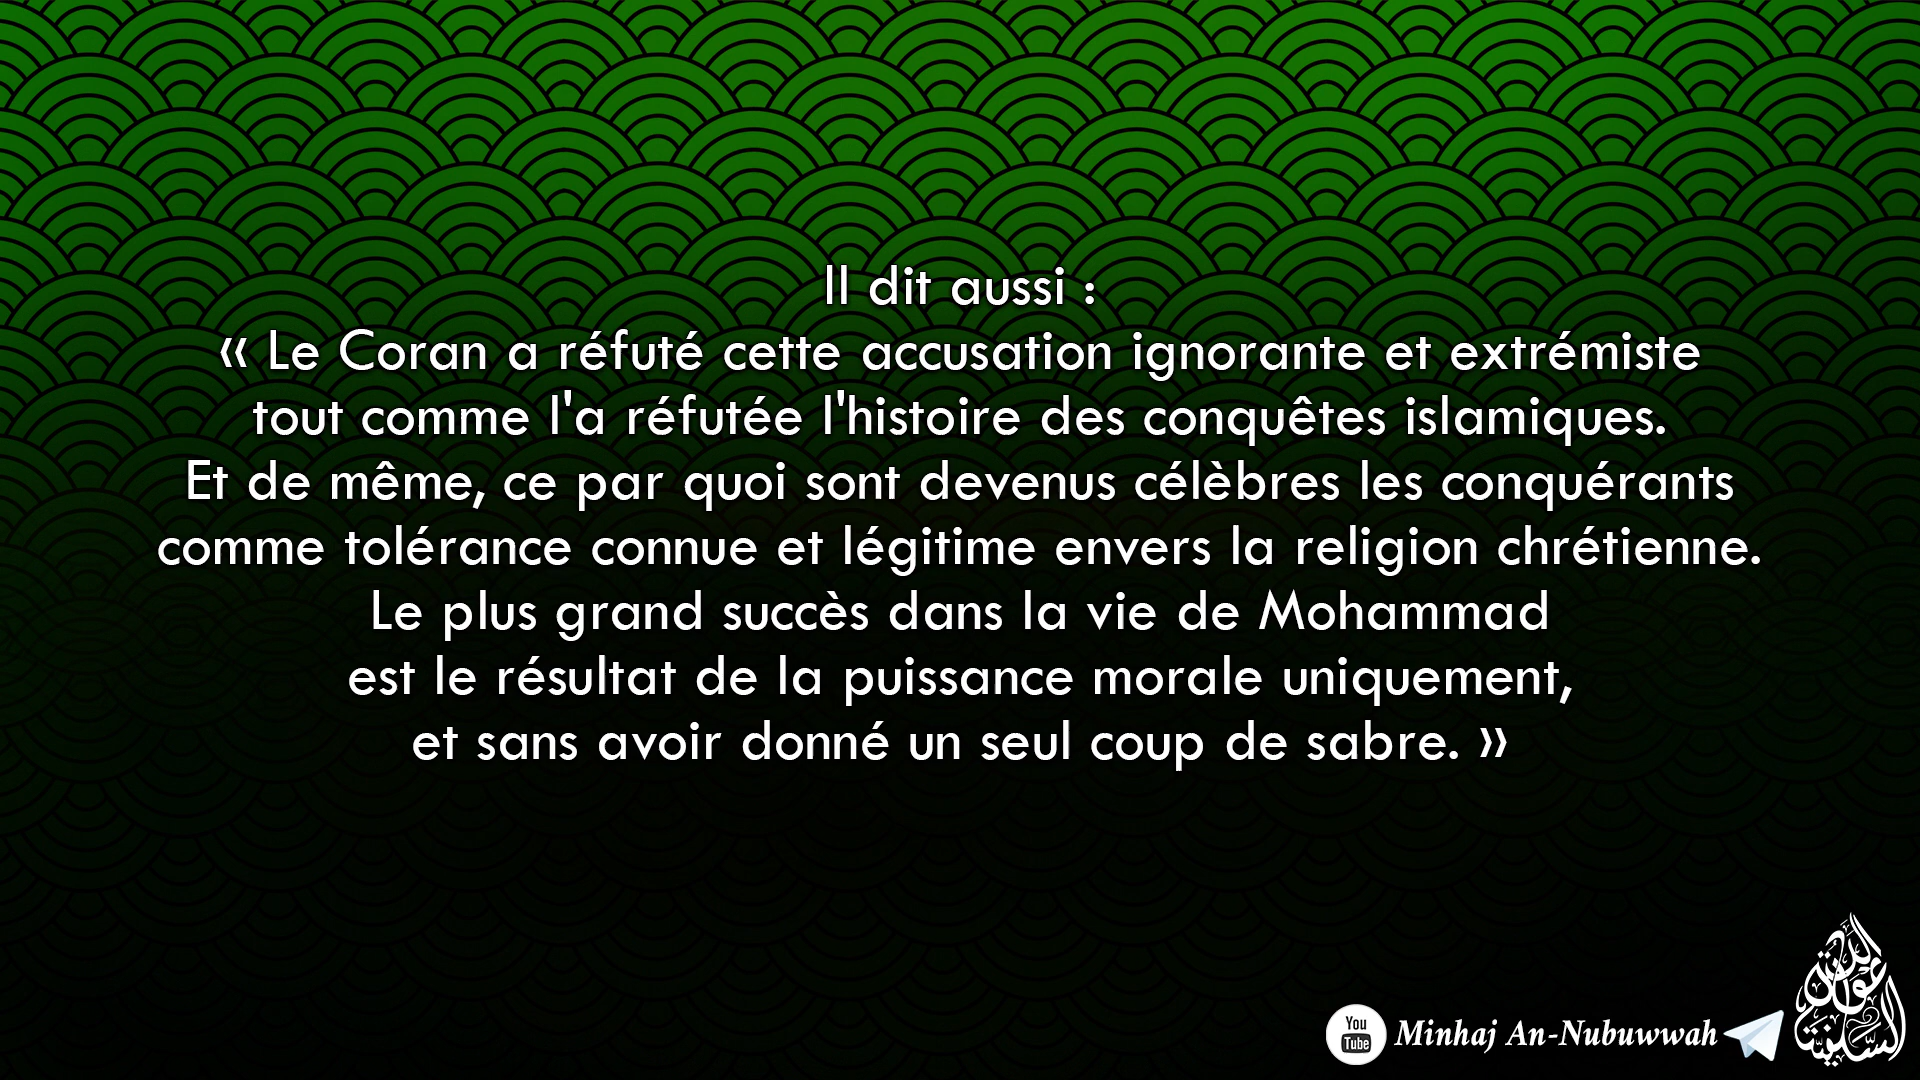 Il dit aussi :
« Le Coran a réfuté cette accusation ignorante et extrémiste
tout comme l'a réfutée l'histoire des conquêtes islamiques.
Et de même, ce par quoi sont devenus célèbres les conquérants
comme tolérance connue et légitime envers la religion chrétienne.
Le plus grand succès dans la vie de Mohammad
est le résultat de la puissance morale uniquement,
et sans avoir donné un seul coup de sabre. »
You
Tube
Minhaj An-Nubuwwah